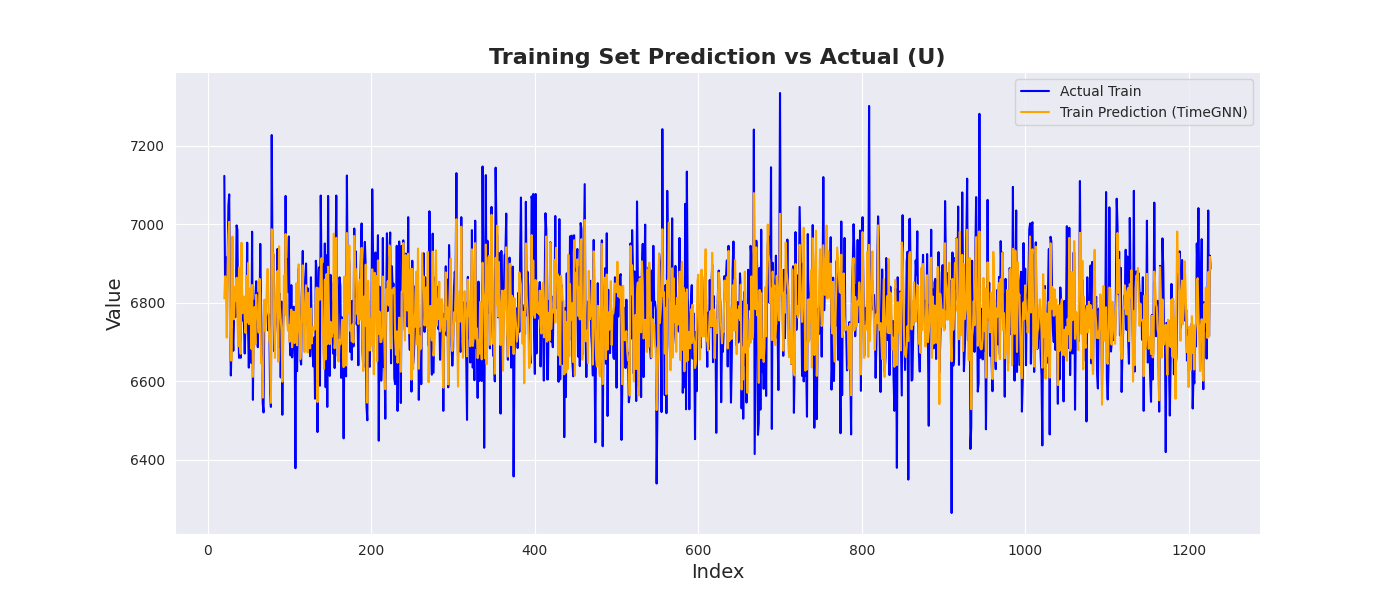 Training Set Prediction vs Actual (U)
Actual Train
Train Prediction (TimeGNN)
Value
7200
7000
6800
6600
6400
0 200 400 600 800 1000 1200
Index